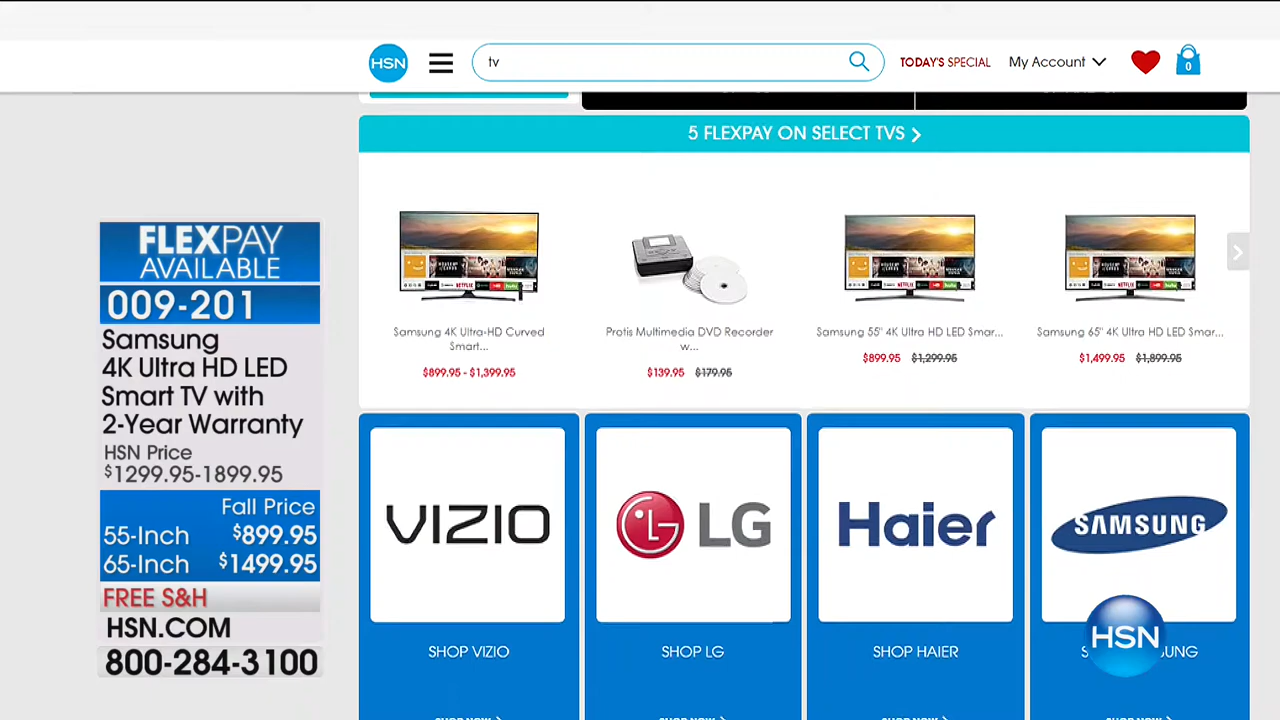 HSN
tv
TODAY'S SPECIAL
My Account
0
5 FLEXPAY ON SELECT TVS
FLEXPAY
AVAILABLE
009-201
Samsung
4K Ultra HD LED
Smart TV with
2-Year Warranty
HSN Price
$1299.95-1899.95
Fall Price
55-Inch $899.95
65-Inch $1499.95
FREE S&H
HSN.COM
800-284-3100
Samsung 4K Ultra-HD Curved
Smart...
$899.95 - $1,399.95
Protis Multimedia DVD Recorder
w...
$139.95 $179.95
Samsung 55" 4K Ultra HD LED Smar...
$899.95 $1,299.95
Samsung 65" 4K Ultra HD LED Smar...
$1,499.95 $1,899.95
VIZIO
LG
Haier
SAMSUNG
SHOP VIZIO
SHOP LG
SHOP HAIER
HSN